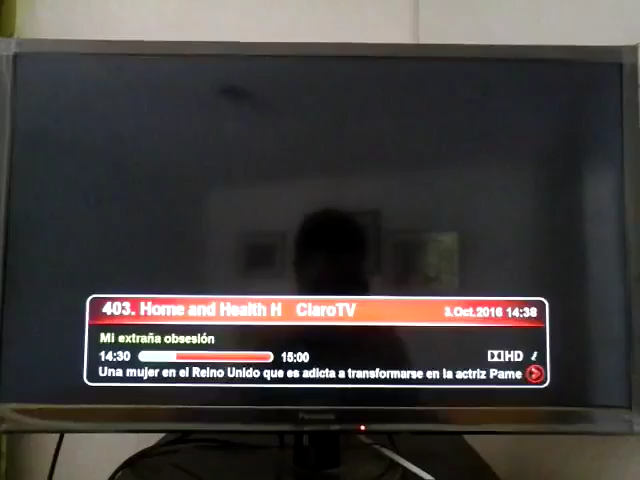 403. Home and Health H ClaroTV 3.Oct.2016 14:38
Mi extraña obsesión
14:30 15:00 HD
Una mujer en el Reino Unido que es adicta a transformarse en la actriz Pame
Panasonic